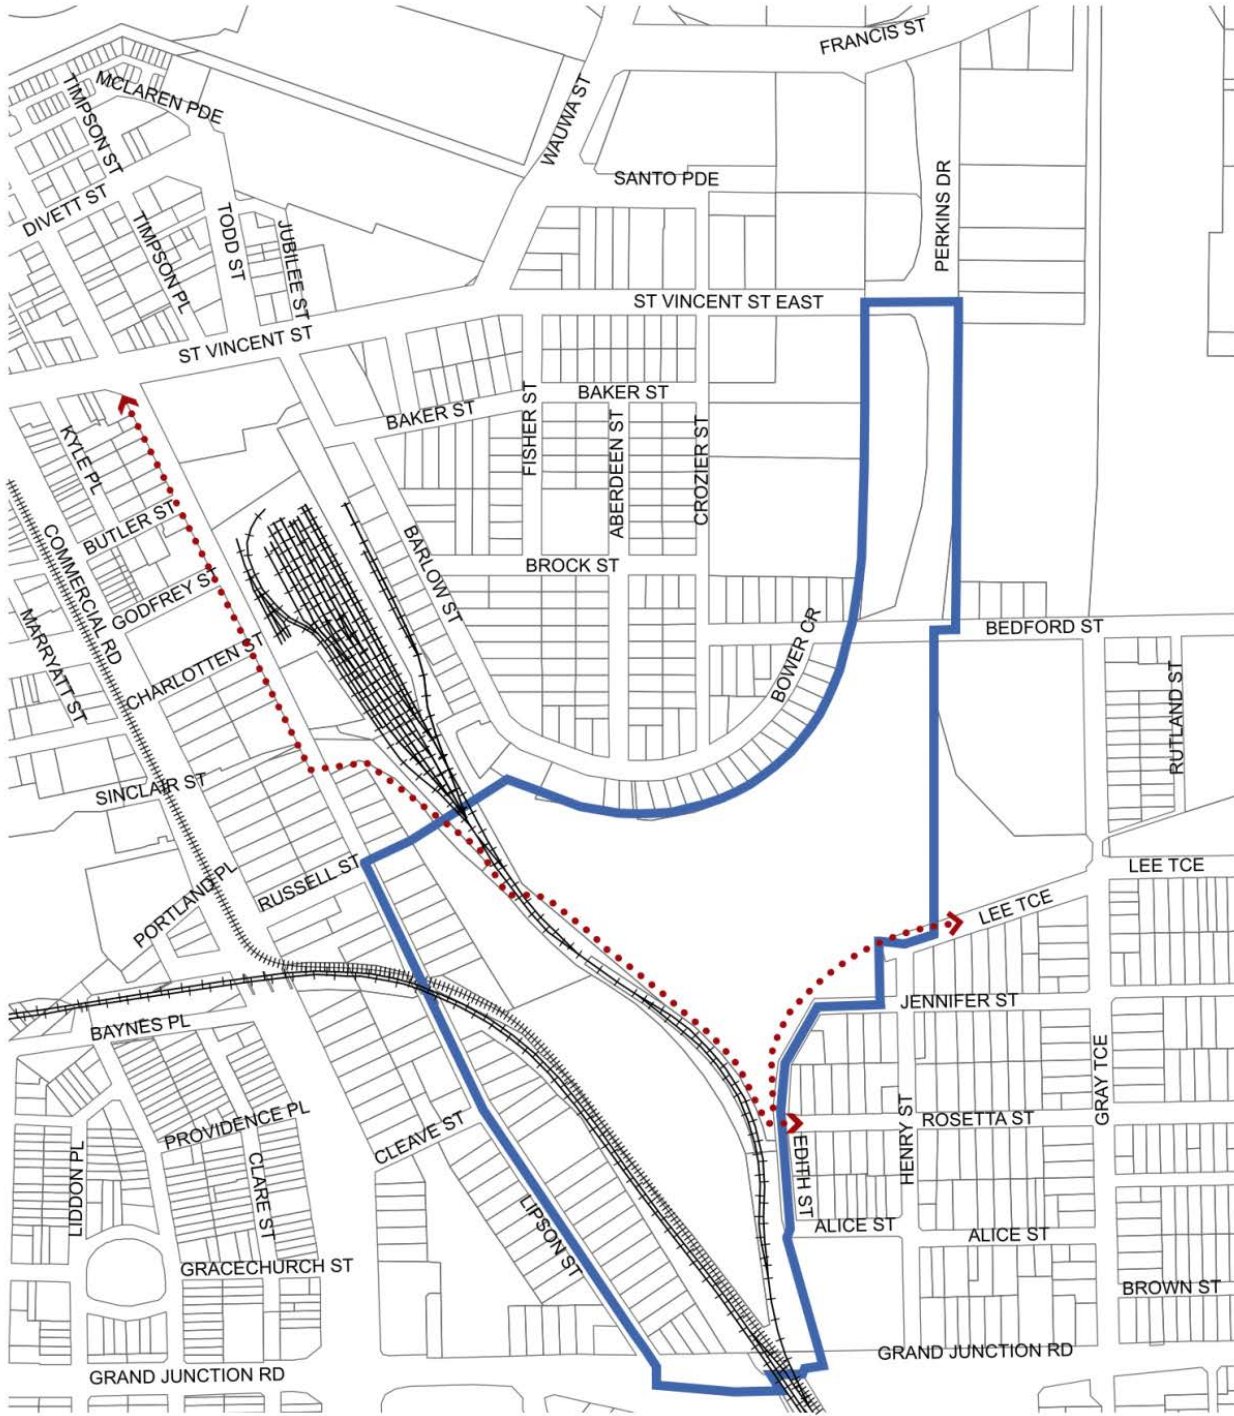 FRANCIS ST
MCLAREN PDE
TIMPSON ST
WAUWA ST
SANTO PDE
DIVETT ST
TIMPSON PL
TODD ST
JUBILEE ST
PERKINS DR
ST VINCENT ST EAST
ST VINCENT ST
BAKER ST
BAKER ST
KYLE PL
FISHER ST
ABERDEEN ST
CROZIER ST
BUTLER ST
COMMERCIAL RD
BARLOW ST
BROCK ST
GODFREY ST
MARRYATT ST
CHARLOTTEN ST
BOWER CR
BEDFORD ST
RUTLAND ST
SINCLAIR ST
RUSSELL ST
PORTLAND PL
LEE TCE
LEE TCE
JENNIFER ST
BAYNES PL
GRAY TCE
PROVIDENCE PL
CLEAVE ST
ROSETTA ST
HENRY ST
EDITH ST
LIDDON PL
CLARE ST
LIPSON ST
ALICE ST
ALICE ST
GRACECHURCH ST
BROWN ST
GRAND JUNCTION RD
GRAND JUNCTION RD